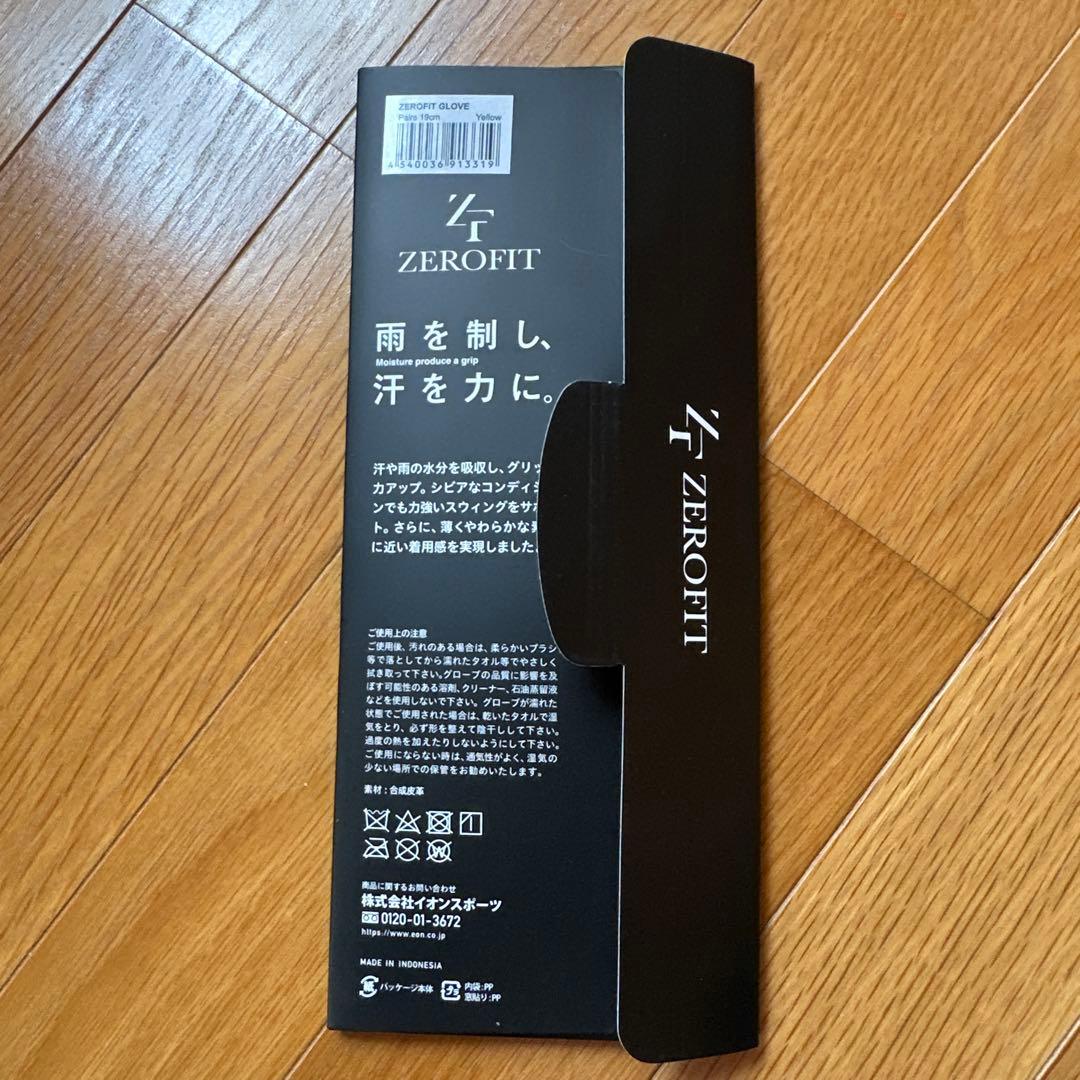 ZEROFIT GLOVE
Pairs 19cm Yellow
4 540036 913319
ZEROFIT
雨を制し、
Moisture produce a grip
汗を力に。
汗や雨の水分を吸収し、グリッ
力アップ。シビアなコンディシ
ンでも力強いスウィングをサポ
ト。さらに、薄くやわらかな
に近い着用感を実現しました
ご使用上の注意
ご使用後、汚れのある場合は、柔らかいブラシ
等で落としてから濡れたタオル等でやさしく
拭き取って下さい。グローブの品質に影響を及
ぼす可能性のある溶剤、クリーナー、石油蒸留液
などを使用しないで下さい。グローブが濡れた
状態でご使用された場合は、乾いたタオルで湿
気をとり、必ず形を整えて陰干しして下さい。
過度の熱を加えたりしないようにして下さい。
ご使用にならない時は、通気性がよく、湿気の
少ない場所での保管をお勧めいたします。
素材：合成皮革
商品に関するお問い合わせ
株式会社イオンスポーツ
0120-01-3672
https://www.eon.co.jp
MADE IN INDONESIA
紙 パッケージ本体 プラ 内袋:PP
窓貼り:PP
ZT ZEROFIT